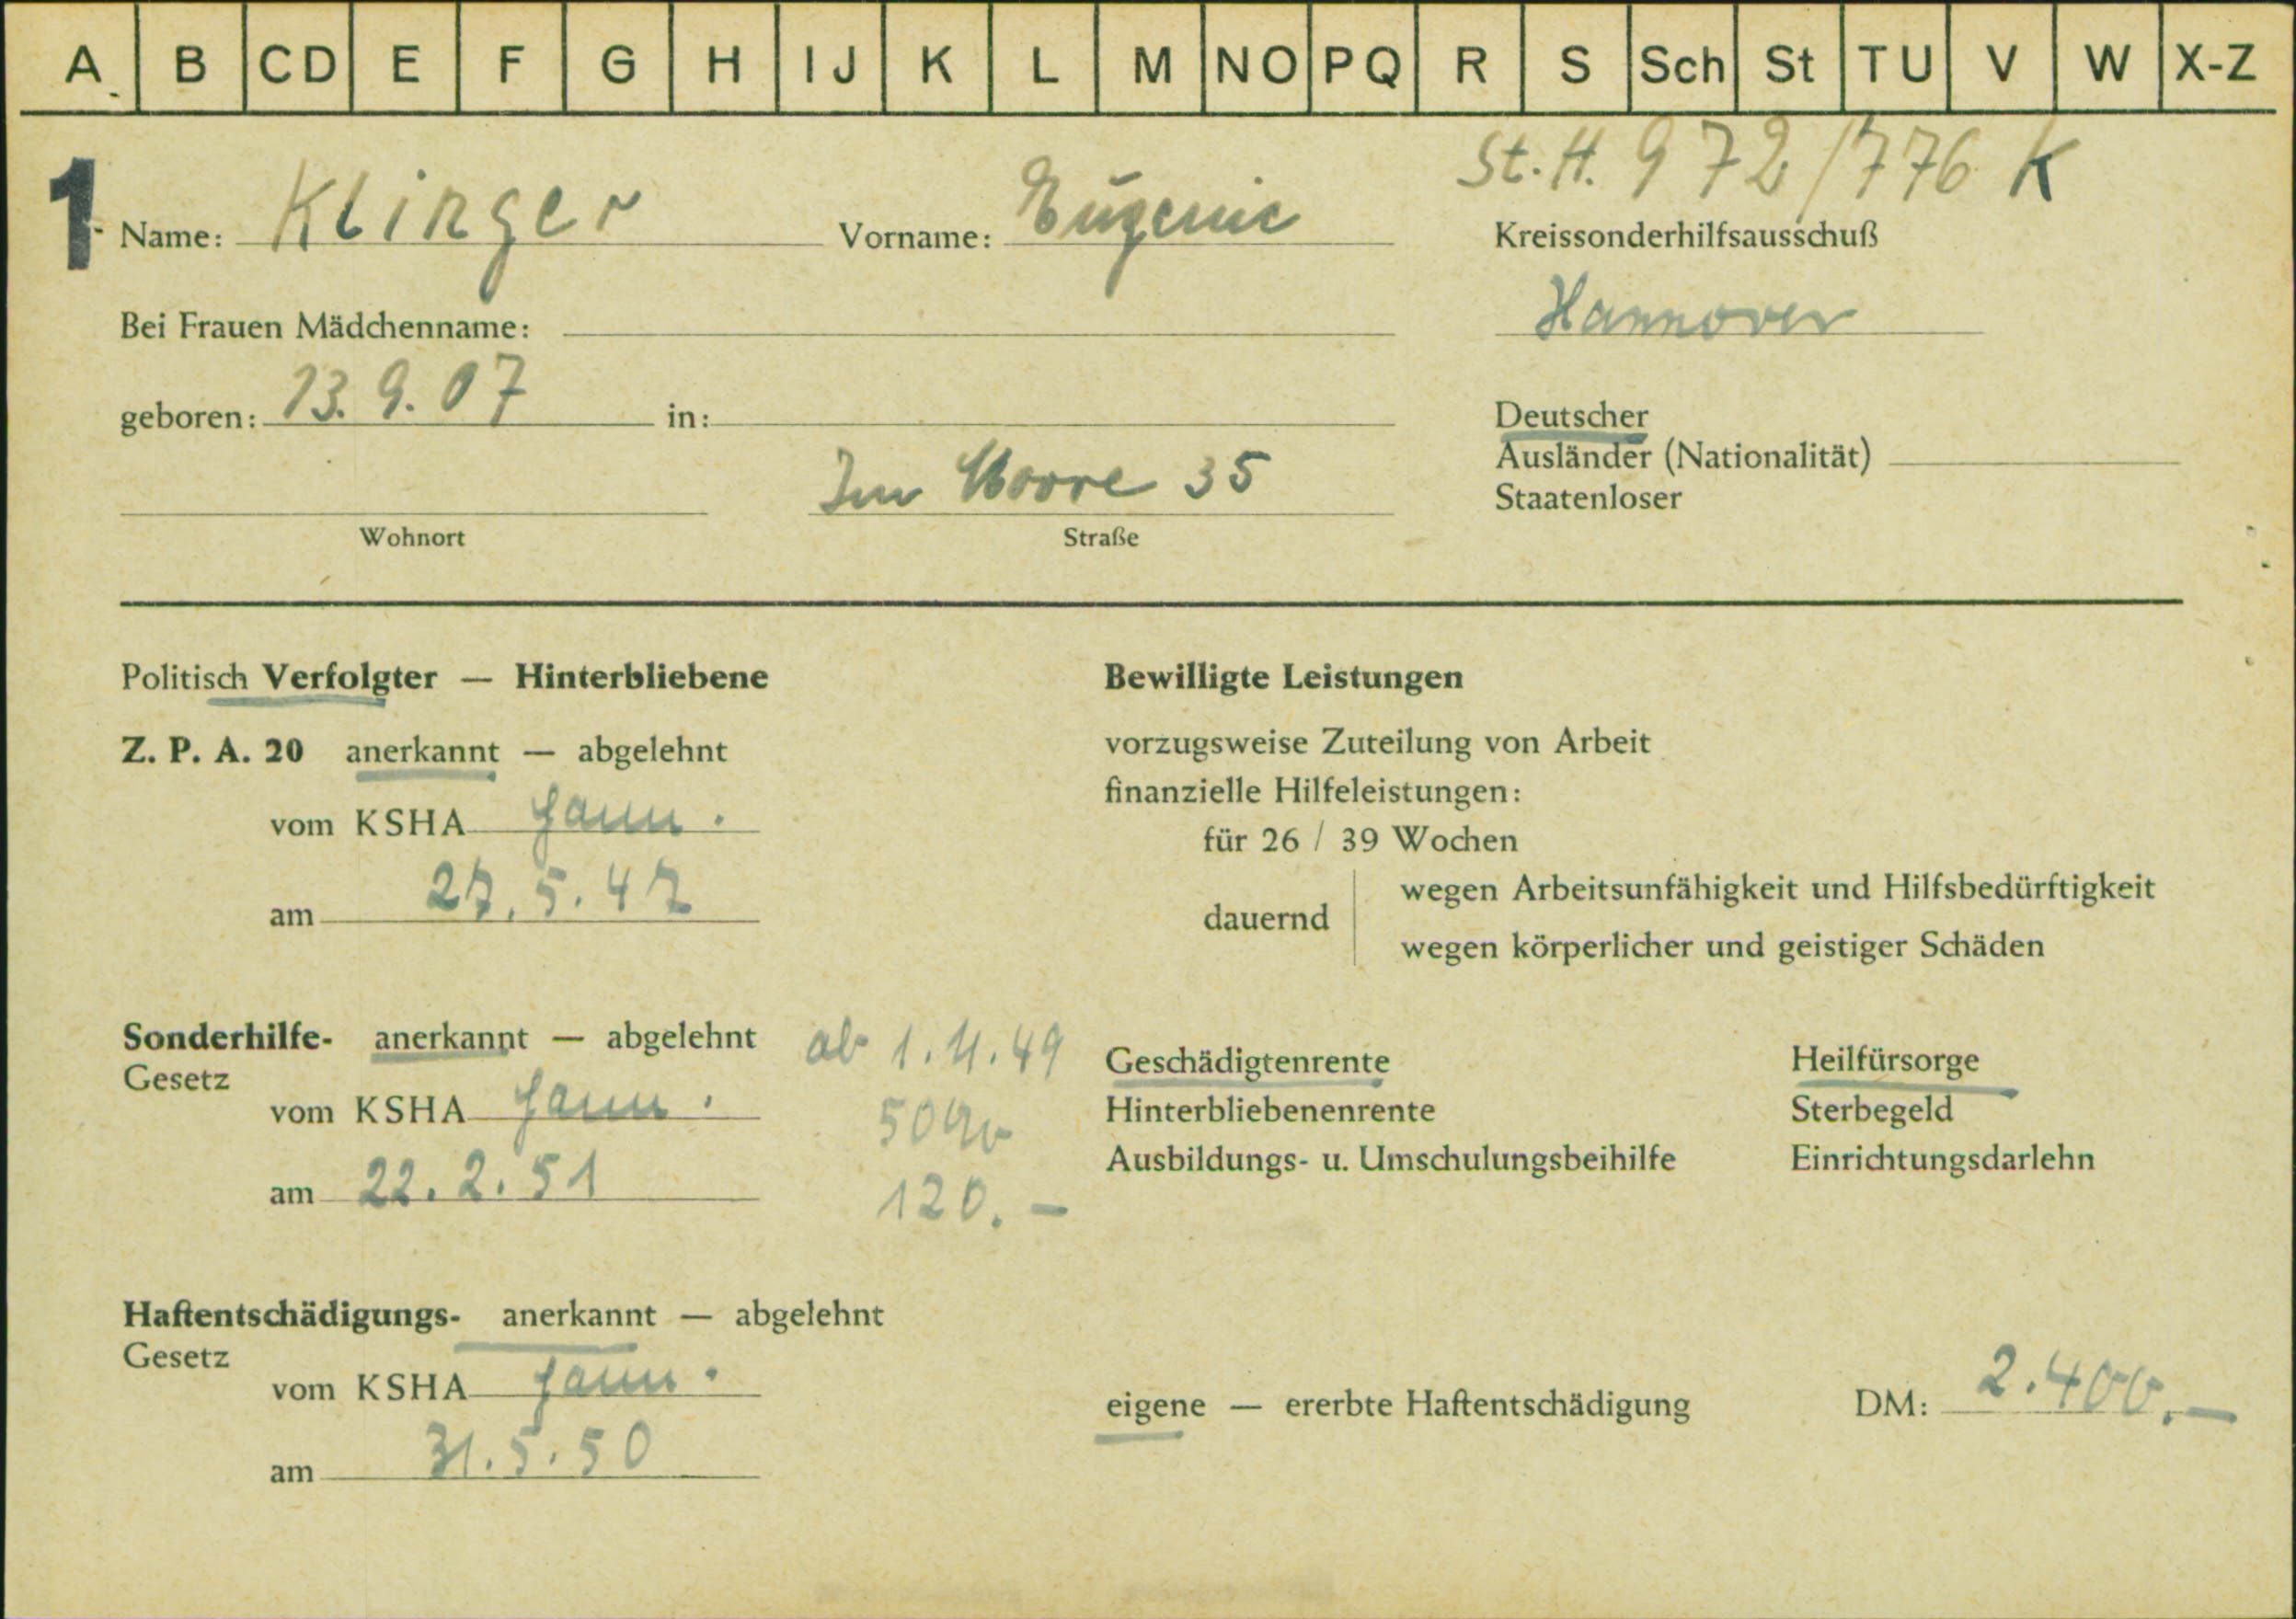 A B CD E F G H IJ K L M NO PQ R S Sch St TU V W X-Z
St. H. 972/776 K
1 Name: Klinger Vorname: Eugenie Kreissonderhilfsausschuß
Bei Frauen Mädchenname: Hannover
geboren: 13. 9. 07 in: Deutscher
Ausländer (Nationalität)
Im Moore 35 Staatenloser
Wohnort Straße
Politisch Verfolgter — Hinterbliebene
Z. P. A. 20 anerkannt — abgelehnt
vom KSHA Hann.
am 27. 5. 47
Sonderhilfe- anerkannt — abgelehnt ab 1. 4. 49
Gesetz
vom KSHA Hann. 50%
am 22. 2. 51 120.-
Haftentschädigungs- anerkannt — abgelehnt
Gesetz
vom KSHA Hann.
am 31. 5. 50
Bewilligte Leistungen
vorzugsweise Zuteilung von Arbeit
finanzielle Hilfeleistungen:
für 26 / 39 Wochen
dauernd
wegen Arbeitsunfähigkeit und Hilfsbedürftigkeit
wegen körperlicher und geistiger Schäden
Geschädigtenrente Heilfürsorge
Hinterbliebenenrente Sterbegeld
Ausbildungs- u. Umschulungsbeihilfe Einrichtungsdarlehn
eigene — ererbte Haftentschädigung DM: 2.400.-